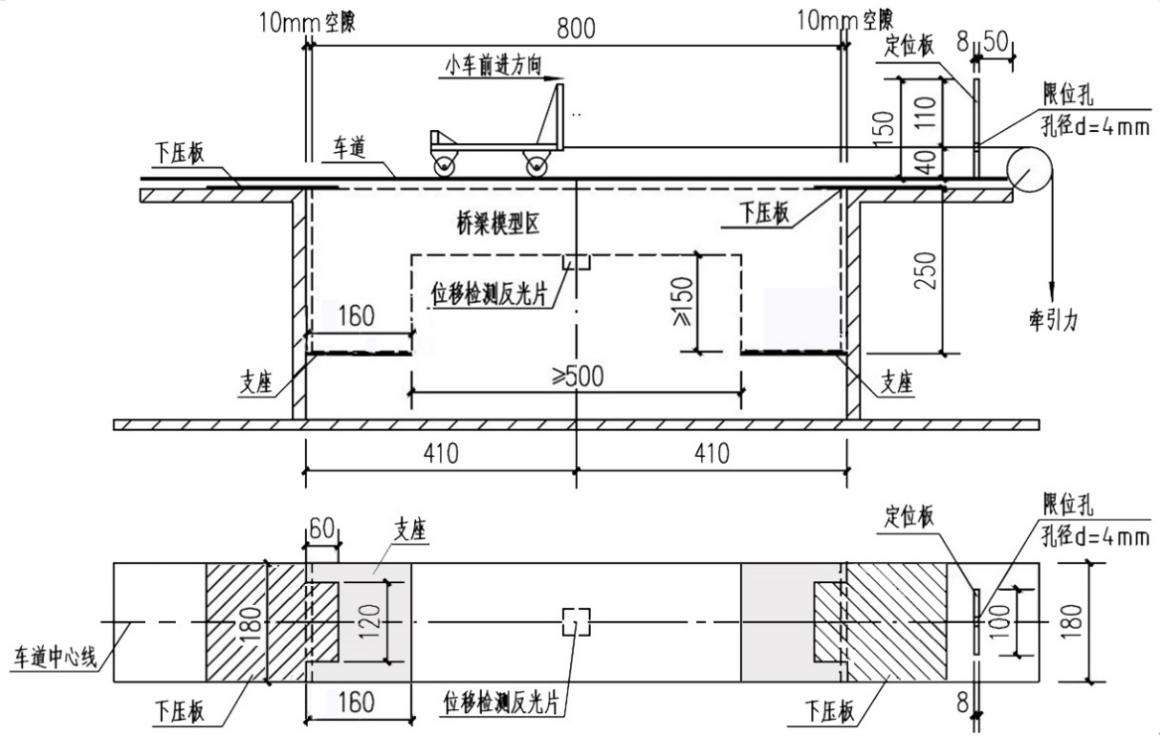 10mm空隙
800
10mm空隙
定位板
8
50
小车前进方向
限位孔
孔径d=4mm
150
110
40
下压板
车道
下压板
桥梁模型区
位移检测反光片
≥150
250
牵引力
160
支座
≥500
支座
410
410
60
支座
定位板
限位孔
孔径d=4mm
180
120
100
180
车道中心线
下压板
160
位移检测反光片
下压板
8